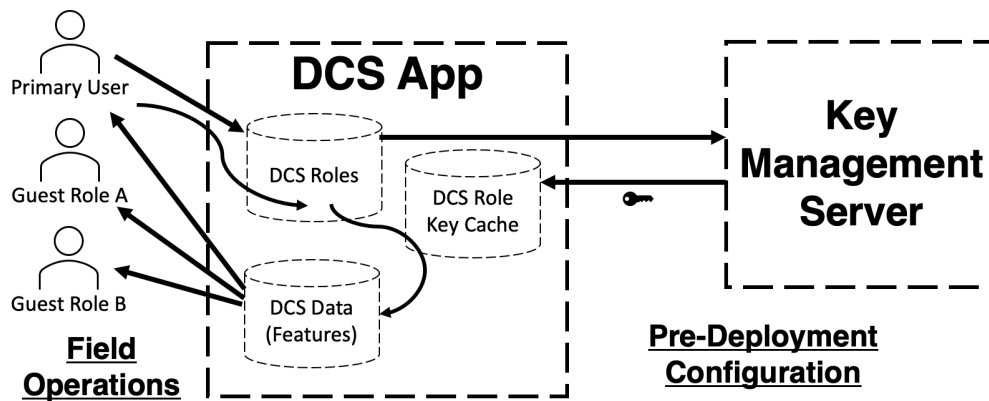 DCS App
Primary User
Key
Management
Server
DCS Roles
Guest Role A
DCS Role
Key Cache
Guest Role B
DCS Data
(Features)
Field
Operations
Pre-Deployment
Configuration